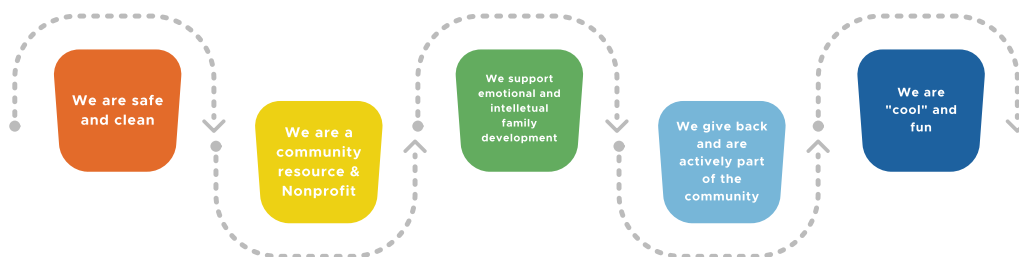 We are safe
and clean
We are a
community
resource &
Nonprofit
We support
emotional and
intelletual
family
development
We give back
and are
actively part
of the
community
We are
"cool" and
fun